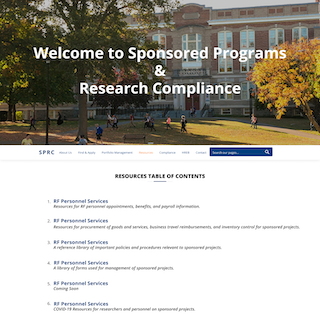 Welcome to Sponsored Programs
&
Research Compliance
SPRC About Us Find & Apply Portfolio Management Resources Compliance HRPP Contact Search our pages...
RESOURCES TABLE OF CONTENTS
1. RF Personnel Services
Resources for RF personnel appointments, benefits, and payroll information.
2. RF Personnel Services
Resources for procurement of goods and services, business travel reimbursements, and inventory control for sponsored projects.
3. RF Personnel Services
A reference library of important policies and procedures relevant to sponsored projects.
4. RF Personnel Services
A library of forms used for management of sponsored projects.
5. RF Personnel Services
Coming Soon
6. RF Personnel Services
COVID-19 Resources for researchers and personnel on sponsored projects.